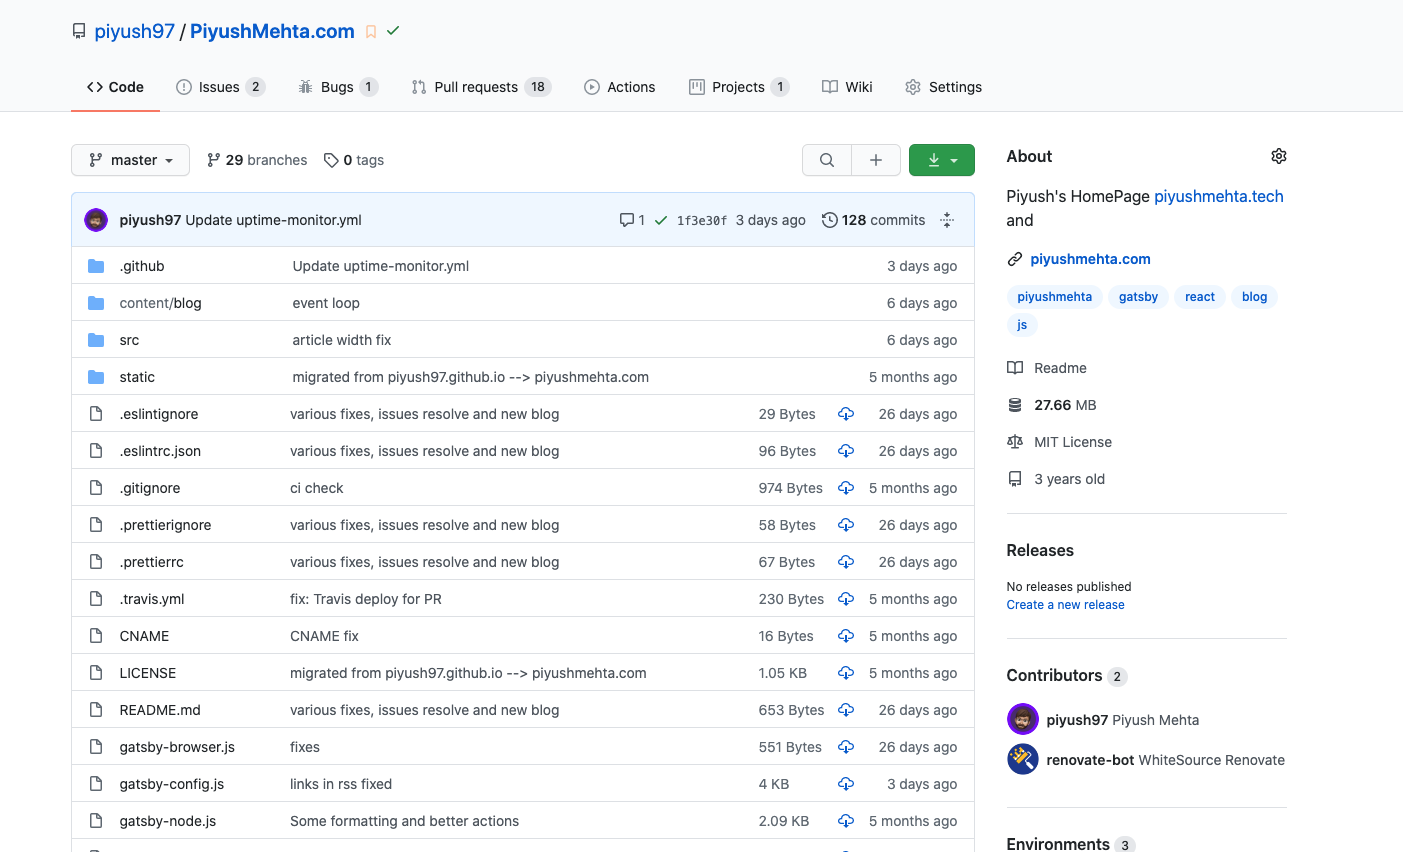 piyush97 / PiyushMehta.com
Code Issues 2 Bugs 1 Pull requests 18 Actions Projects 1 Wiki Settings
master 29 branches 0 tags
piyush97 Update uptime-monitor.yml 1 1f3e30f 3 days ago 128 commits
.github Update uptime-monitor.yml 3 days ago
content/blog event loop 6 days ago
src article width fix 6 days ago
static migrated from piyush97.github.io --> piyushmehta.com 5 months ago
.eslintignore various fixes, issues resolve and new blog 29 Bytes 26 days ago
.eslintrc.json various fixes, issues resolve and new blog 96 Bytes 26 days ago
.gitignore ci check 974 Bytes 5 months ago
.prettierignore various fixes, issues resolve and new blog 58 Bytes 26 days ago
.prettierrc various fixes, issues resolve and new blog 67 Bytes 26 days ago
.travis.yml fix: Travis deploy for PR 230 Bytes 5 months ago
CNAME CNAME fix 16 Bytes 5 months ago
LICENSE migrated from piyush97.github.io --> piyushmehta.com 1.05 KB 5 months ago
README.md various fixes, issues resolve and new blog 653 Bytes 26 days ago
gatsby-browser.js fixes 551 Bytes 26 days ago
gatsby-config.js links in rss fixed 4 KB 3 days ago
gatsby-node.js Some formatting and better actions 2.09 KB 5 months ago
About
Piyush's HomePage piyushmehta.tech
and
piyushmehta.com
piyushmehta gatsby react blog
js
Readme
27.66 MB
MIT License
3 years old
Releases
No releases published
Create a new release
Contributors 2
piyush97 Piyush Mehta
renovate-bot WhiteSource Renovate
Environments 3